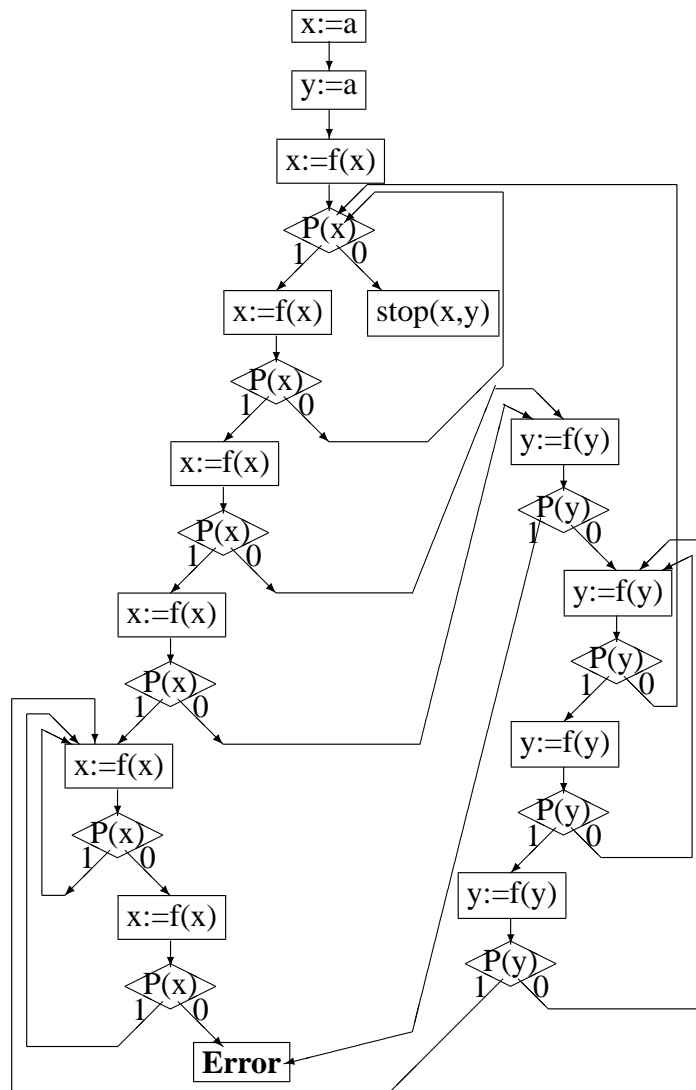 x:=a
y:=a
x:=f(x)
P(x)
1 0
x:=f(x) stop(x,y)
P(x)
1 0
y:=f(y)
x:=f(x)
P(y)
1 0
P(x)
1 0
y:=f(y)
x:=f(x)
P(y)
1 0
P(x)
1 0
y:=f(y)
x:=f(x)
P(y)
1 0
P(x)
1 0
y:=f(y)
x:=f(x)
P(y)
1 0
P(x)
1 0
Error